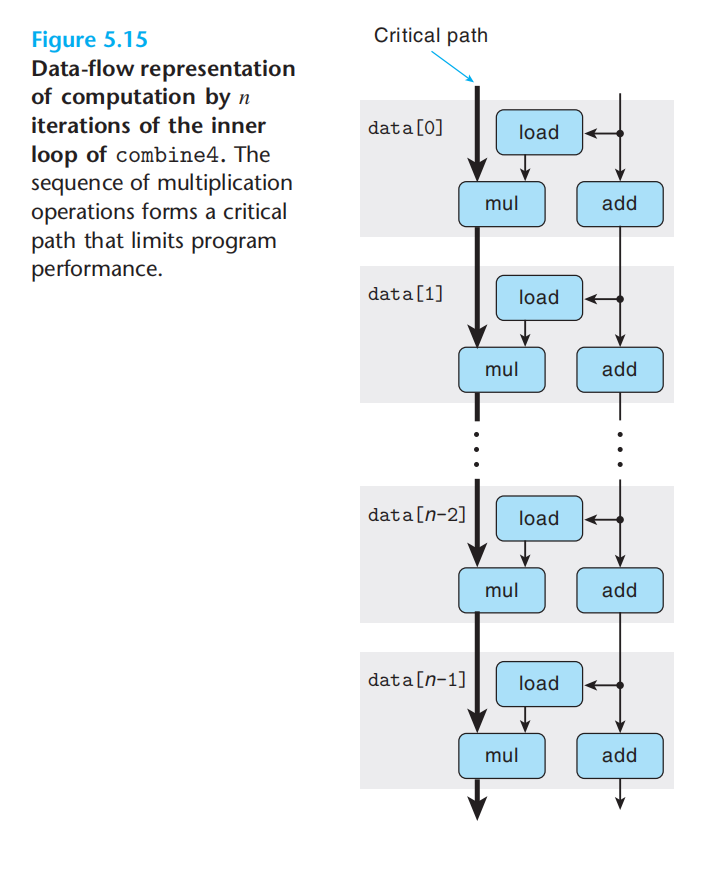 Figure 5.15
Data-flow representation
of computation by n
iterations of the inner
loop of combine4. The
sequence of multiplication
operations forms a critical
path that limits program
performance.
Critical path
data[0]
load
mul
add
data[1]
load
mul
add
data[n-2]
load
mul
add
data[n-1]
load
mul
add